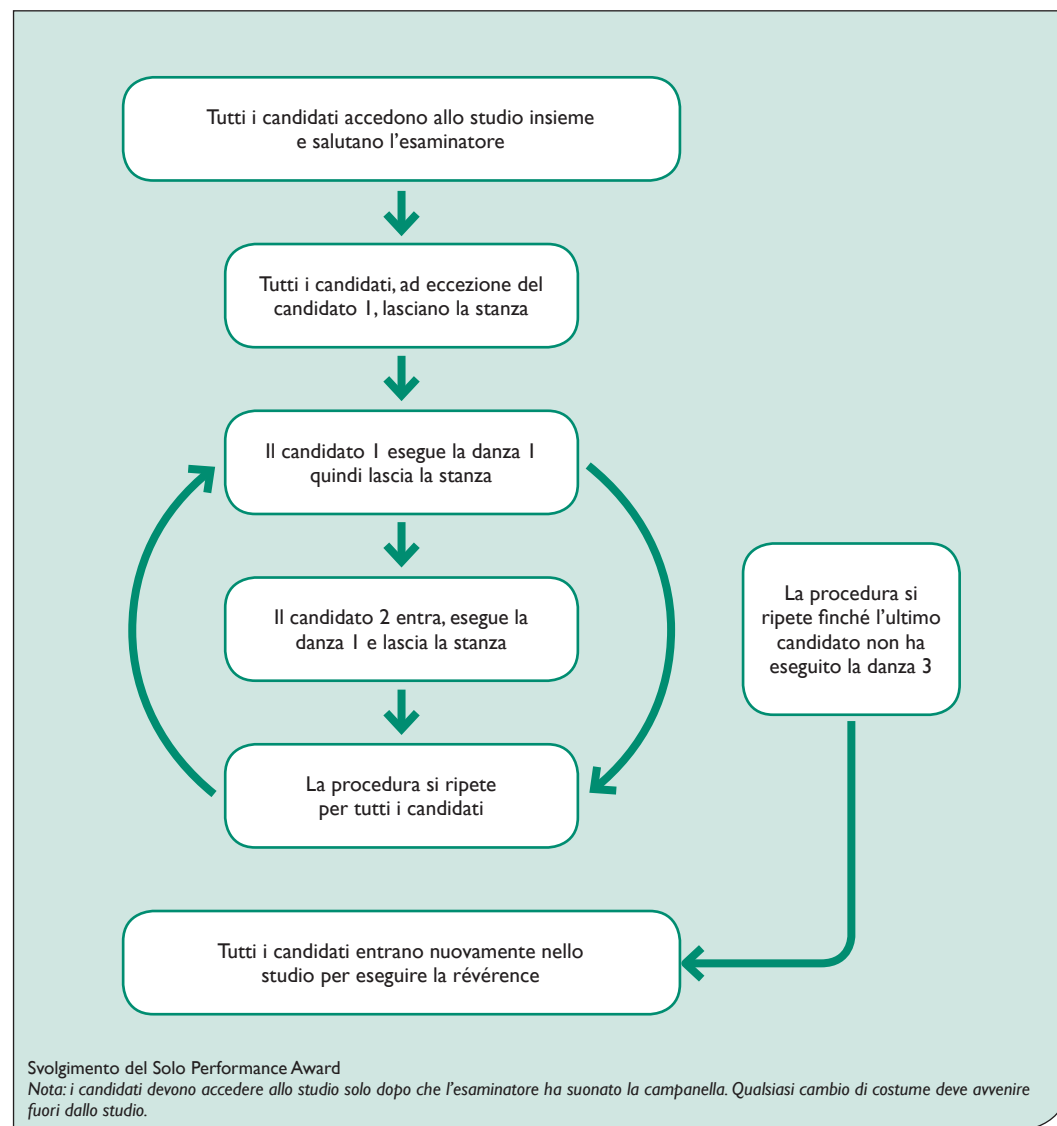 Tutti i candidati accedono allo studio insieme
e salutano l’esaminatore
Tutti i candidati, ad eccezione del
candidato 1, lasciano la stanza
Il candidato 1 esegue la danza 1
quindi lascia la stanza
Il candidato 2 entra, esegue la
danza 1 e lascia la stanza
La procedura si ripete
per tutti i candidati
La procedura si
ripete finché l’ultimo
candidato non ha
eseguito la danza 3
Tutti i candidati entrano nuovamente nello
studio per eseguire la révérence
Svolgimento del Solo Performance Award
Nota: i candidati devono accedere allo studio solo dopo che l’esaminatore ha suonato la campanella. Qualsiasi cambio di costume deve avvenire
fuori dallo studio.